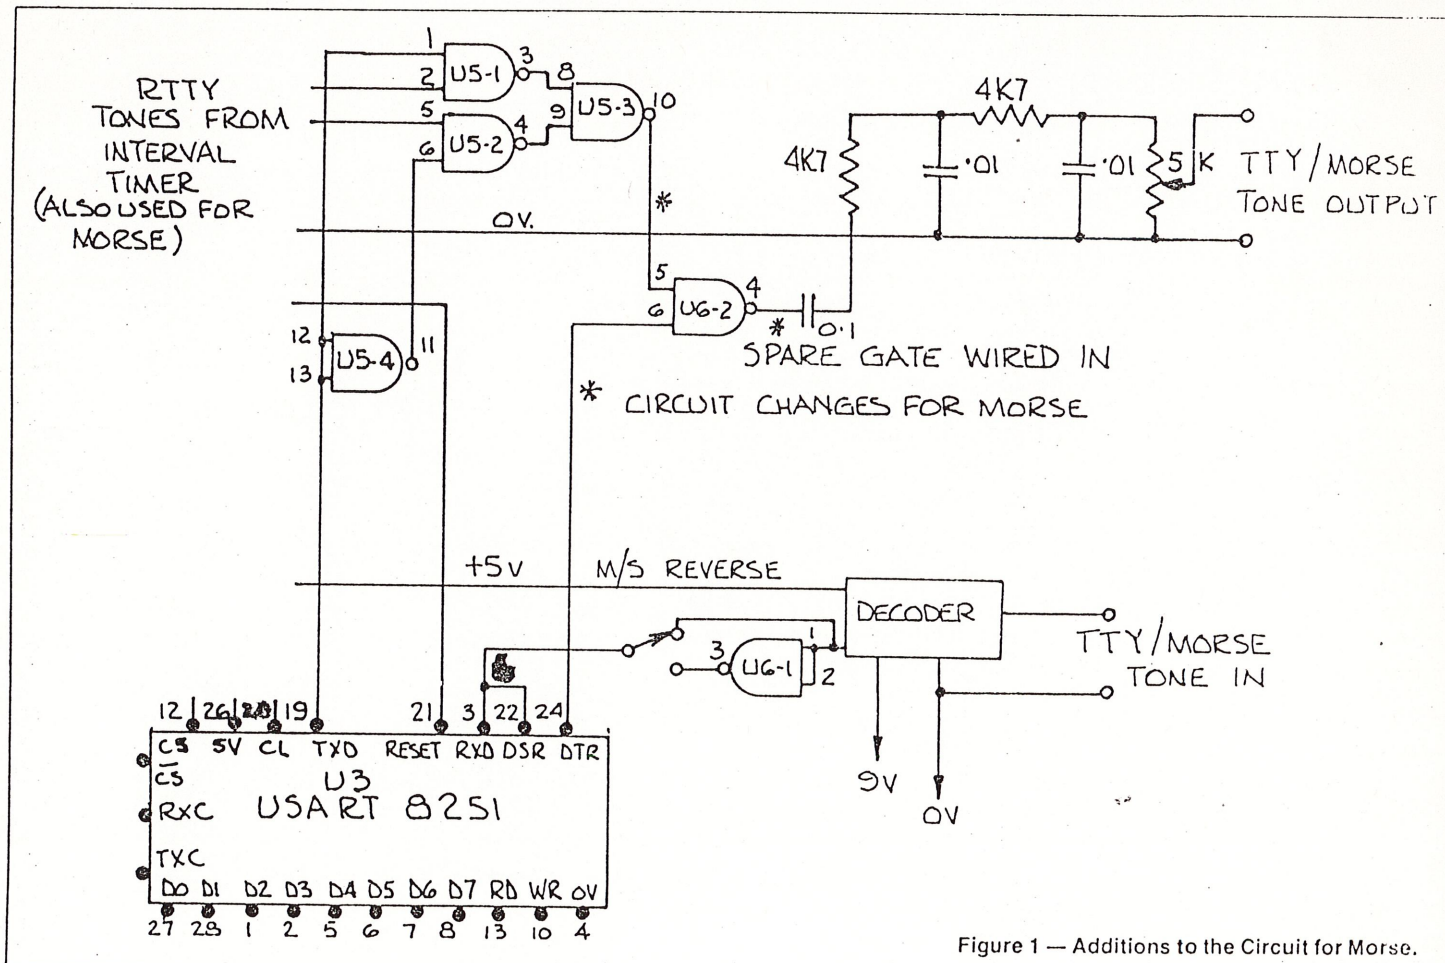 RTTY
TONES FROM
INTERVAL
TIMER
(ALSO USED FOR
MORSE)
1
2
U5-1
3
5
6
U5-2
4
8
9
U5-3
10
*
0V.
4K7
4K7
.01
.01
5K
TTY/MORSE
TONE OUTPUT
5
6
U6-2
4
*
0.1
SPARE GATE WIRED IN
* CIRCUIT CHANGES FOR MORSE
12
13
U5-4
11
+5V
M/S REVERSE
DECODER
TTY/MORSE
TONE IN
3
U6-1
1
2
9V
0V
12 26 20 19 21 3 22 24
CS 5V CL TXD RESET RXD DSR DTR
CS
U3
RXC
USART 8251
TXC
D0 D1 D2 D3 D4 D5 D6 D7 RD WR 0V
27 28 1 2 5 6 7 8 13 10 4
Figure 1 — Additions to the Circuit for Morse.